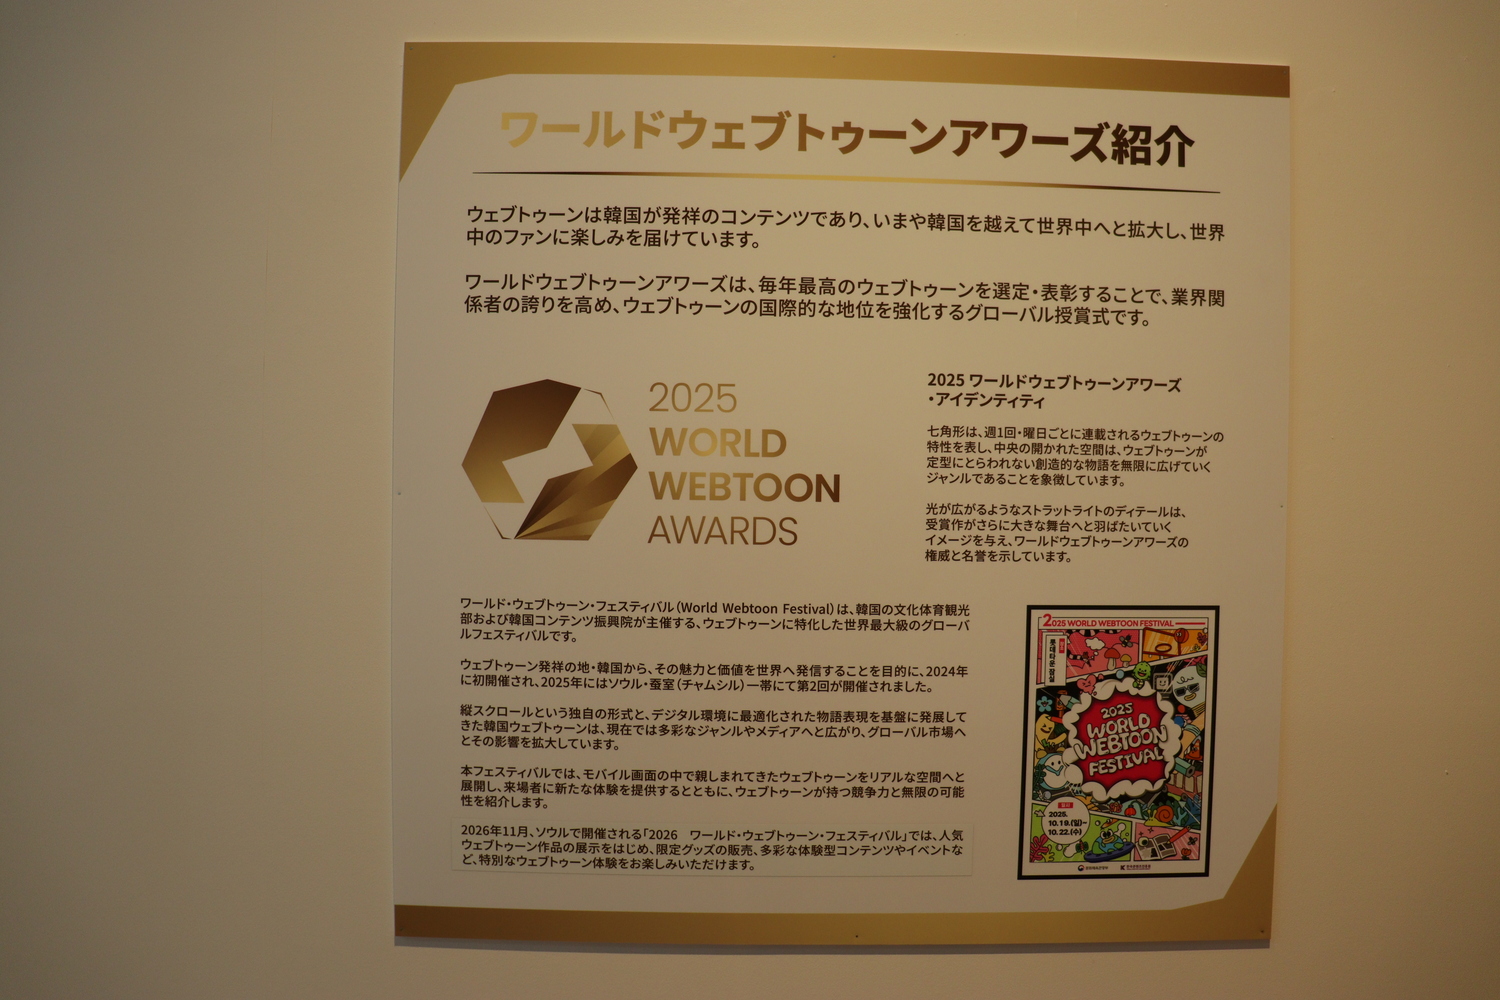 ワールドウェブトゥーンアワーズ紹介
ウェブトゥーンは韓国が発祥のコンテンツであり、いまや韓国を越えて世界中へと拡大し、世界
中のファンに楽しみを届けています。
ワールドウェブトゥーンアワーズは、毎年最高のウェブトゥーンを選定・表彰することで、業界関
係者の誇りを高め、ウェブトゥーンの国際的な地位を強化するグローバル授賞式です。
2025
WORLD
WEBTOON
AWARDS
2025 ワールドウェブトゥーンアワーズ
・アイデンティティ
七角形は、週1回・曜日ごとに連載されるウェブトゥーンの
特性を表し、中央の開かれた空間は、ウェブトゥーンが
定型にとらわれない創造的な物語を無限に広げていく
ジャンルであることを象徴しています。
光が広がるようなストラットライトのディテールは、
受賞作がさらに大きな舞台へと羽ばたいていく
イメージを与え、ワールドウェブトゥーンアワーズの
権威と名誉を示しています。
ワールド・ウェブトゥーン・フェスティバル（World Webtoon Festival）は、韓国の文化体育観光
部および韓国コンテンツ振興院が主催する、ウェブトゥーンに特化した世界最大級のグローバ
ルフェスティバルです。
ウェブトゥーン発祥の地・韓国から、その魅力と価値を世界へ発信することを目的に、2024年
に初開催され、2025年にはソウル・蚕室（チャムシル）一帯にて第2回が開催されました。
縦スクロールという独自の形式と、デジタル環境に最適化された物語表現を基盤に発展して
きた韓国ウェブトゥーンは、現在では多彩なジャンルやメディアへと広がり、グローバル市場へ
とその影響を拡大しています。
本フェスティバルでは、モバイル画面の中で親しまれてきたウェブトゥーンをリアルな空間へと
展開し、来場者に新たな体験を提供するとともに、ウェブトゥーンが持つ競争力と無限の可能
性を紹介します。
2026年11月、ソウルで開催される「2026　ワールド・ウェブトゥーン・フェスティバル」では、人気
ウェブトゥーン作品の展示をはじめ、限定グッズの販売、多彩な体験型コンテンツやイベントな
ど、特別なウェブトゥーン体験をお楽しみいただけます。
2025 WORLD WEBTOON FESTIVAL
롯데타운 잠실
2025
WORLD
WEBTOON
FESTIVAL
일시
2025.
10.19.(일)~
10.22.(수)